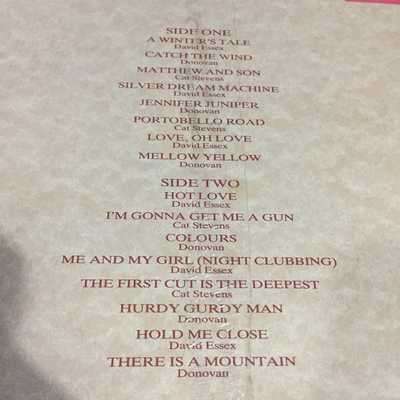 SIDE ONE
A WINTER'S TALE
David Essex
CATCH THE WIND
Donovan
MATTHEW AND SON
Cat Stevens
SILVER DREAM MACHINE
David Essex
JENNIFER JUNIPER
Donovan
PORTOBELLO ROAD
Cat Stevens
LOVE, OH LOVE
David Essex
MELLOW YELLOW
Donovan
SIDE TWO
HOT LOVE
David Essex
I'M GONNA GET ME A GUN
Cat Stevens
COLOURS
Donovan
ME AND MY GIRL (NIGHT CLUBBING)
David Essex
THE FIRST CUT IS THE DEEPEST
Cat Stevens
HURDY GURDY MAN
Donovan
HOLD ME CLOSE
David Essex
THERE IS A MOUNTAIN
Donovan